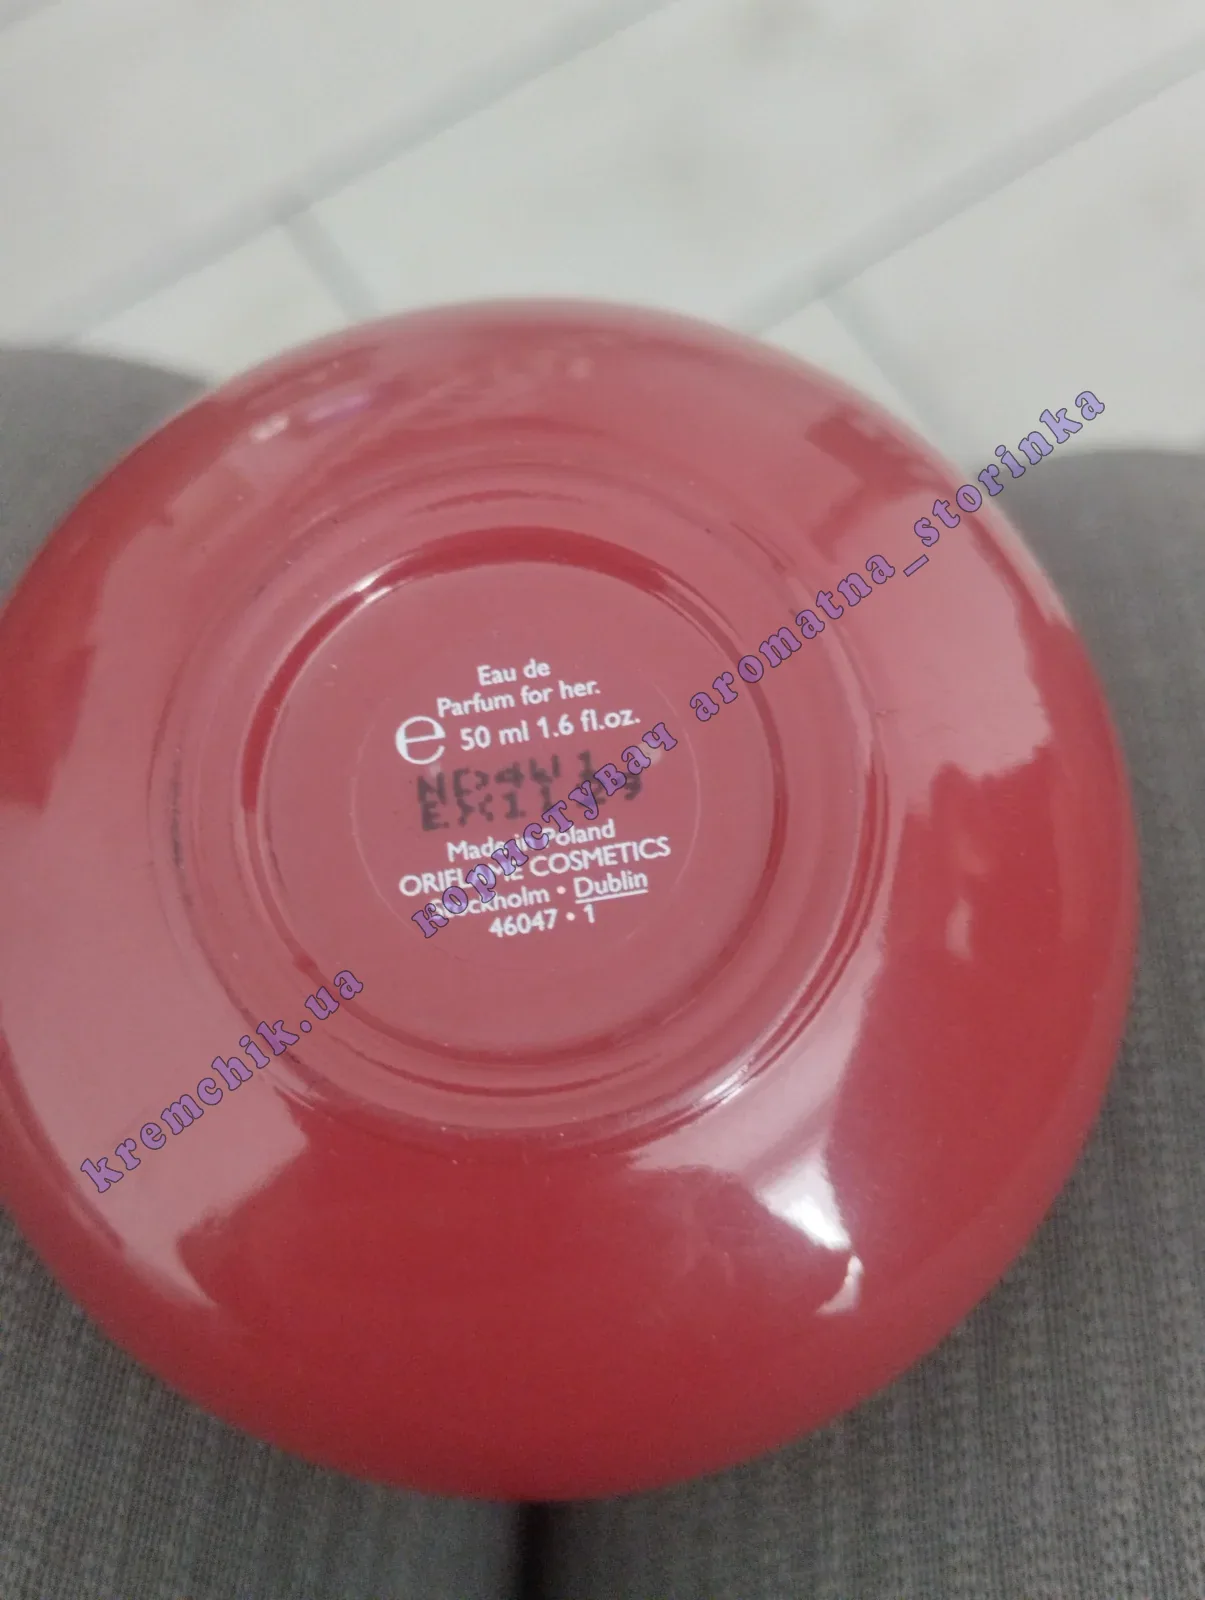 Eau de
Parfum for her.
e 50 ml 1.6 fl.oz.
Made in Poland
ORIFLAME COSMETICS
Stockholm • Dublin
46047 • 1
kremchik.ua користувач aromatna_storinka